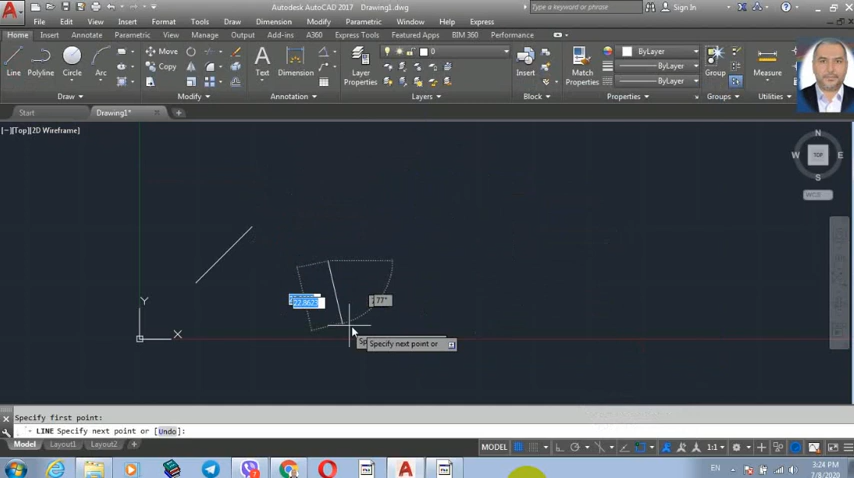 Autodesk AutoCAD 2017 Drawing1.dwg
Type a keyword or phrase
Sign In
File Edit View Insert Format Tools Draw Dimension Modify Parametric Window Help Express
Home Insert Annotate Parametric View Manage Output Add-ins A360 Express Tools Featured Apps BIM 360 Performance
Line Polyline Circle Arc
Move
Copy
Text Dimension
Layer
Properties
0
Insert
Match
Properties
ByLayer
ByLayer
ByLayer
Group
Measure
Draw Modify Annotation Layers Block Properties Groups Utilities
Start Drawing1*
[−][Top][2D Wireframe]
N
W TOP E
S
WCS
77°
Specify next point or
Y
X
Specify first point:
LINE Specify next point or [Undo]:
Model Layout1 Layout2
MODEL 1:1
EN
3:24 PM
7/8/2020